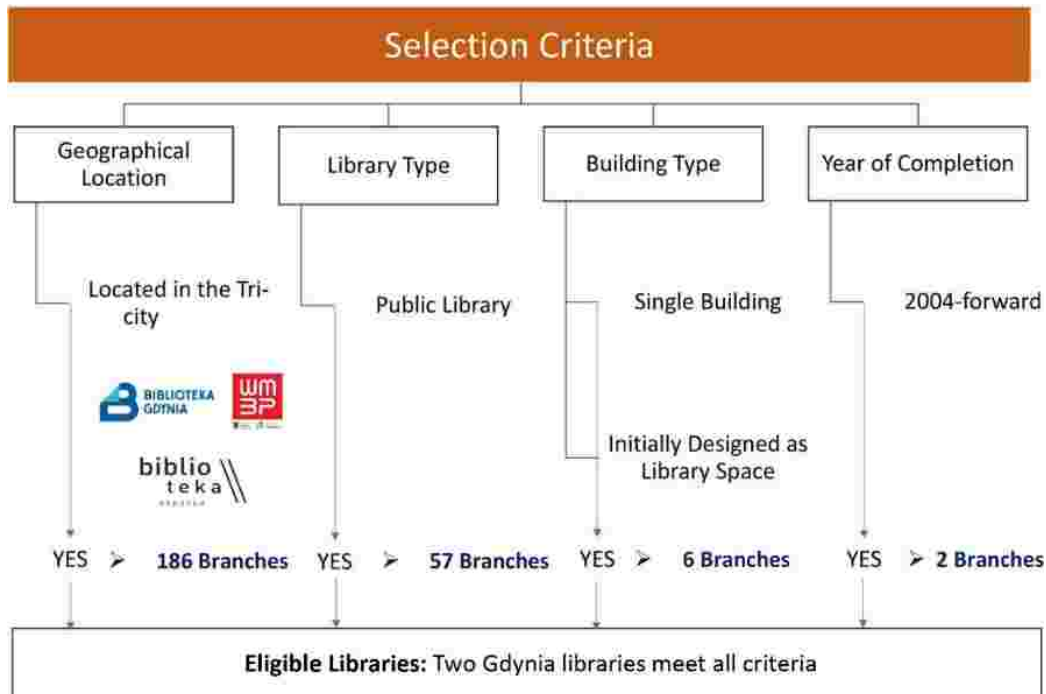 Selection Criteria
Geographical
Location
Library Type
Building Type
Year of Completion
Located in the Tri-
city
Public Library
Single Building
2004-forward
BIBLIOTEKA
GDYNIA
WM
BP
biblio
teka
Initially Designed as
Library Space
YES ➢ 186 Branches
YES ➢ 57 Branches
YES ➢ 6 Branches
YES ➢ 2 Branches
Eligible Libraries: Two Gdynia libraries meet all criteria